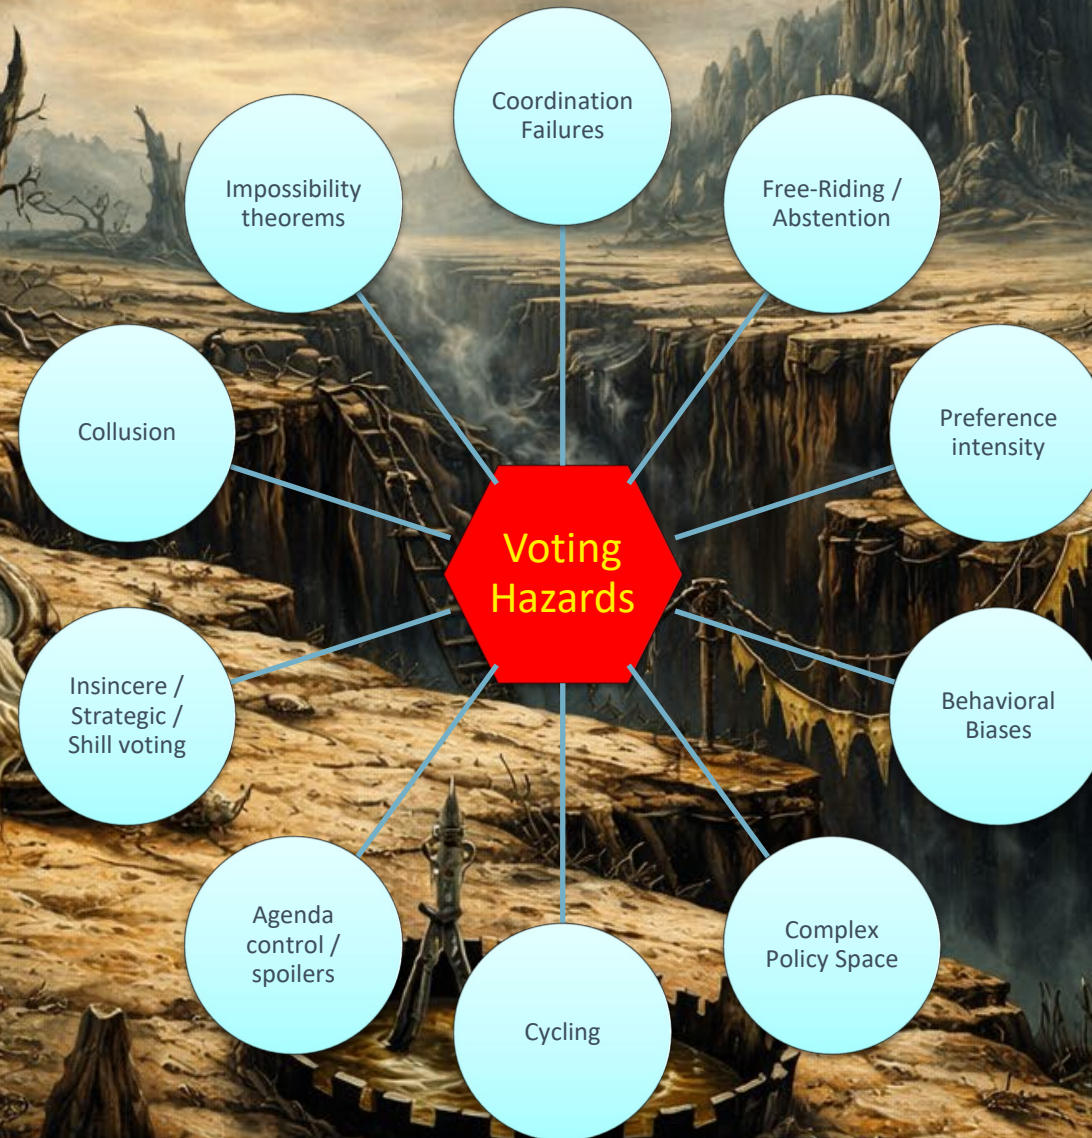 Coordination
Failures
Free-Riding /
Abstention
Preference
intensity
Behavioral
Biases
Complex
Policy Space
Cycling
Agenda
control /
spoilers
Insincere /
Strategic /
Shill voting
Collusion
Impossibility
theorems
Voting
Hazards